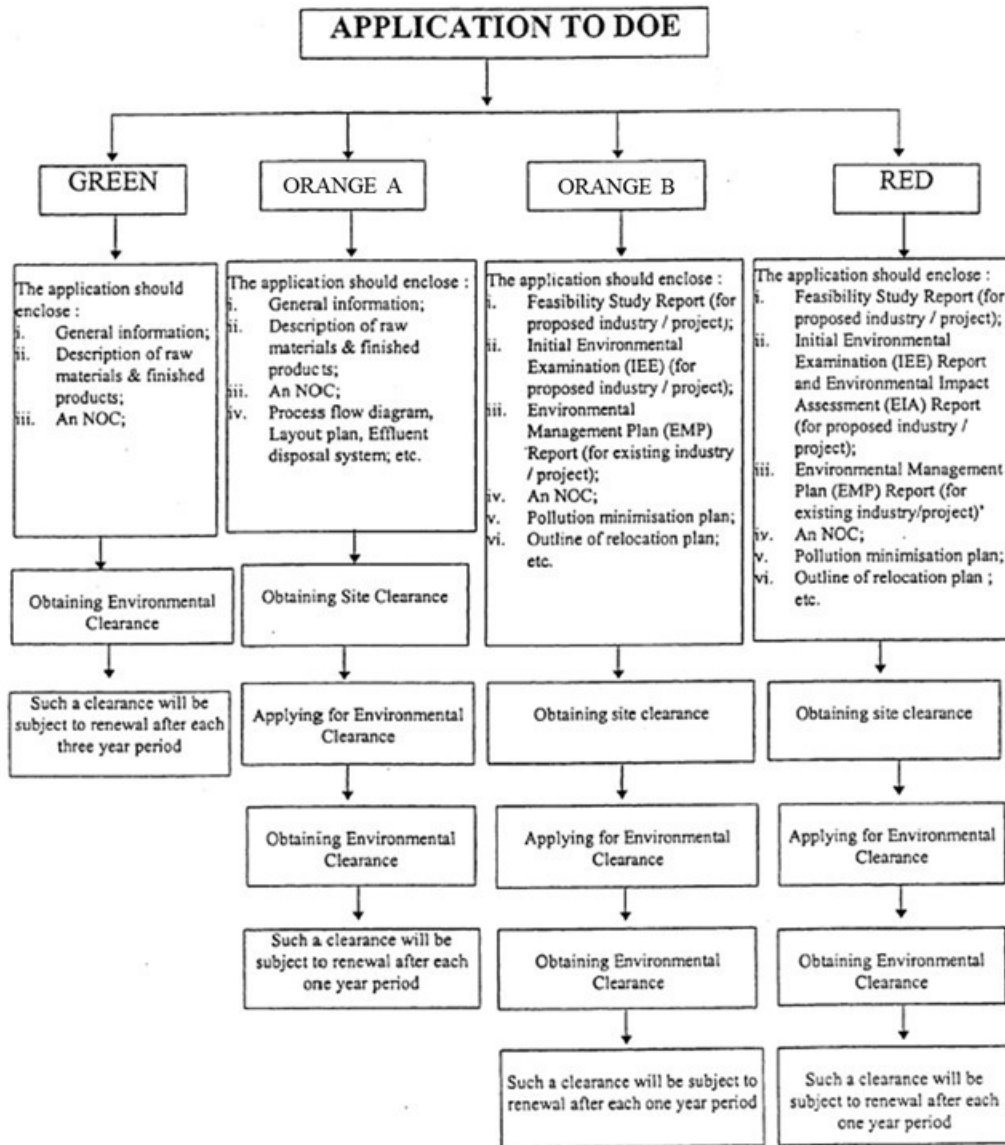 APPLICATION TO DOE
GREEN
The application should
enclose :
i. General information;
ii. Description of raw
materials & finished
products;
iii. An NOC;
Obtaining Environmental
Clearance
Such a clearance will be
subject to renewal after each
three year period
ORANGE A
The application should enclose :
i. General information;
ii. Description of raw
materials & finished
products;
iii. An NOC;
iv. Process flow diagram,
Layout plan, Effluent
disposal system; etc.
Obtaining Site Clearance
Applying for Environmental
Clearance
Obtaining Environmental
Clearance
Such a clearance will be
subject to renewal after each
one year period
ORANGE B
The application should enclose :
i. Feasibility Study Report (for
proposed industry / project);
ii. Initial Environmental
Examination (IEE) (for
proposed industry / project);
iii. Environmental
Management Plan (EMP)
Report (for existing industry
/ project);
iv. An NOC;
v. Pollution minimisation plan;
vi. Outline of relocation plan;
etc.
Obtaining site clearance
Applying for Environmental
Clearance
Obtaining Environmental
Clearance
Such a clearance will be subject to
renewal after each one year period
RED
The application should enclose :
i. Feasibility Study Report (for
proposed industry / project);
ii. Initial Environmental
Examination (IEE) Report
and Environmental Impact
Assessment (EIA) Report
(for proposed industry /
project);
iii. Environmental Management
Plan (EMP) Report (for
existing industry/project)*
iv. An NOC;
v. Pollution minimisation plan;
vi. Outline of relocation plan ;
etc.
Obtaining site clearance
Applying for Environmental
Clearance
Obtaining Environmental
Clearance
Such a clearance will be
subject to renewal after each
one year period